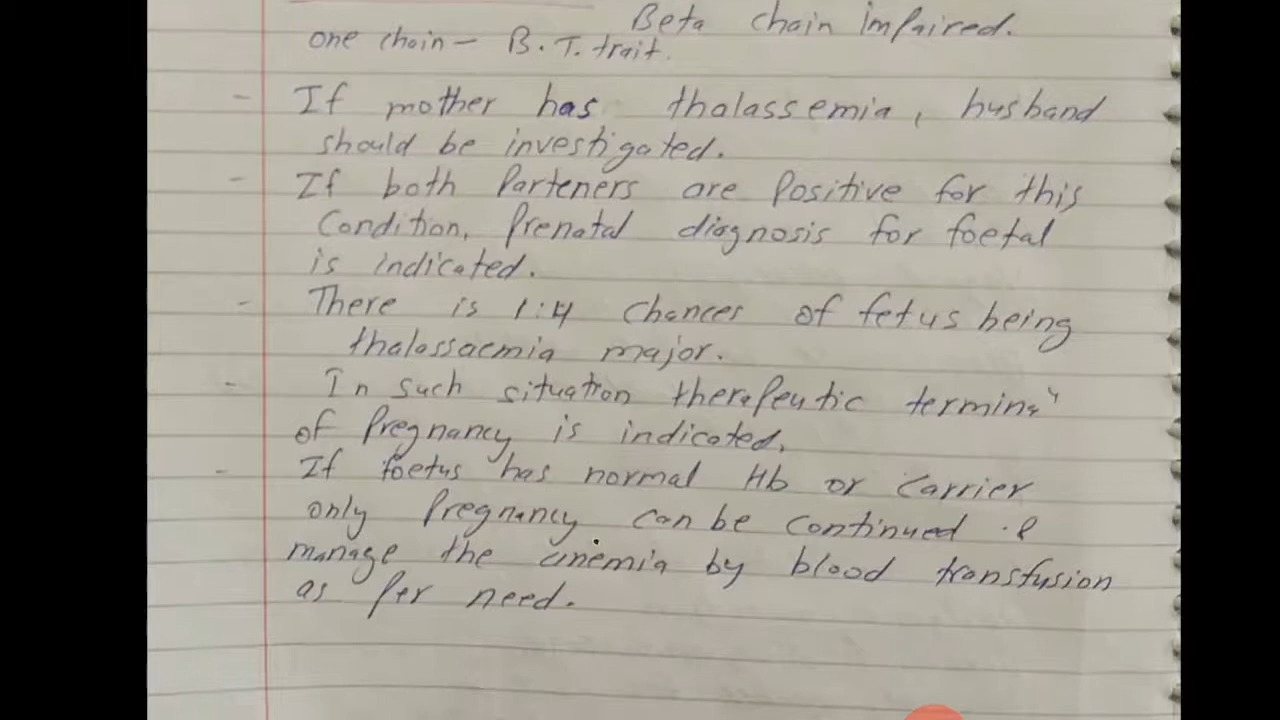 Beta chain impaired.
one chain - B. T. trait.
- If mother has thalassemia, husband
should be investigated.
- If both Parteners are Positive for this
Condition, Prenatal diagnosis for foetal
is indicated.
- There is 1:4 chances of fetus being
thalassaemia major.
- In such situation therapeutic termin"
of Pregnancy is indicated.
- If foetus has normal Hb or Carrier
only Pregnancy can be continued &
manage the anemia by blood transfusion
as Per need.